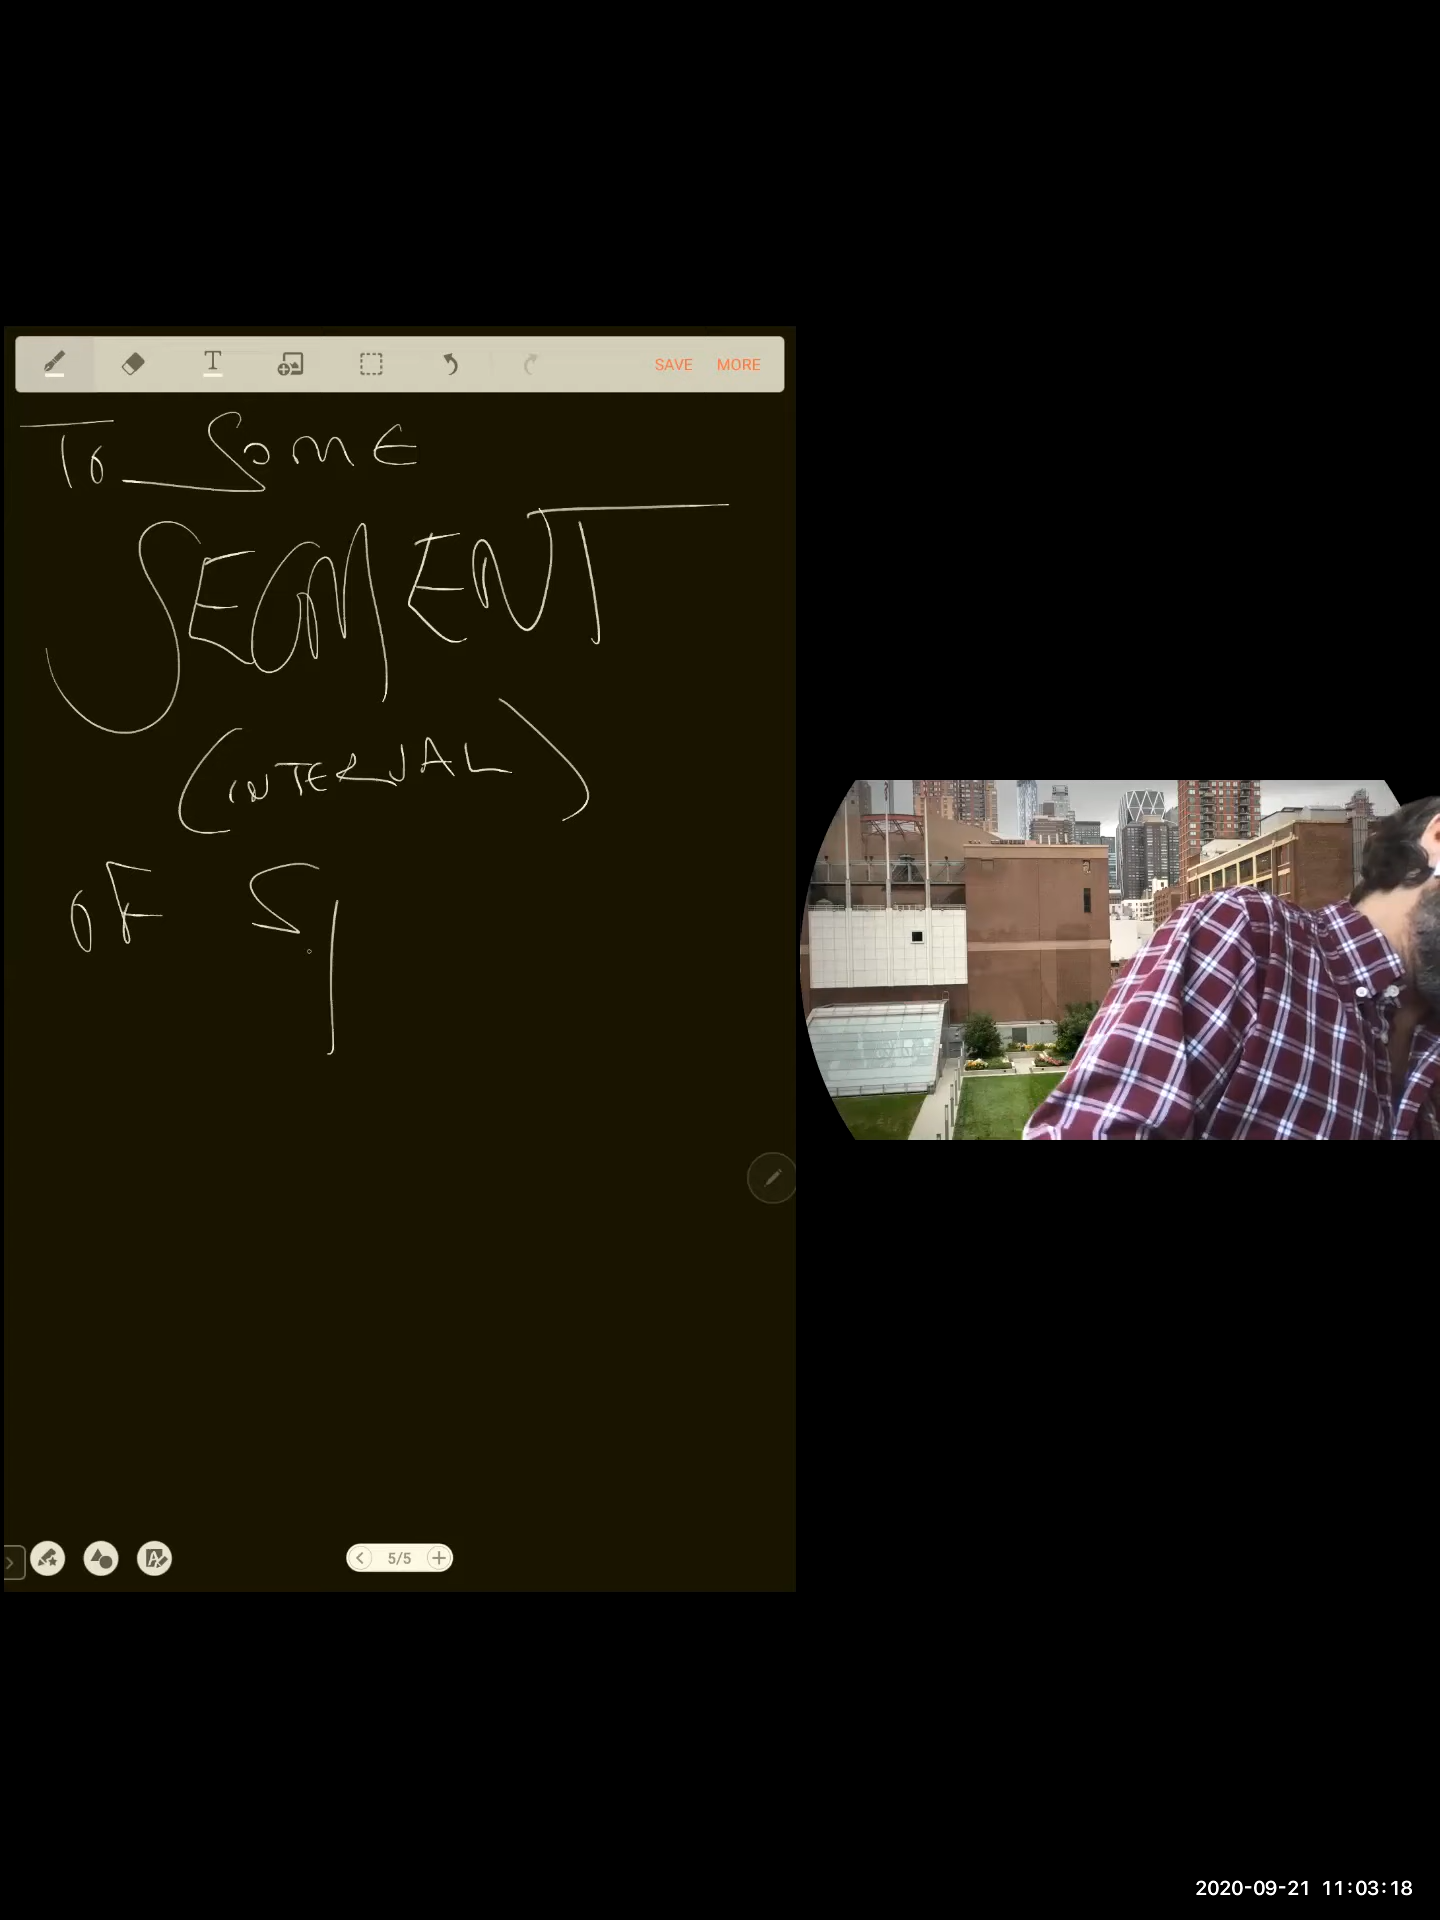 SAVE MORE
To SOME
SEGMENT
(INTERVAL)
OF
5/5
2020-09-21 11:03:18